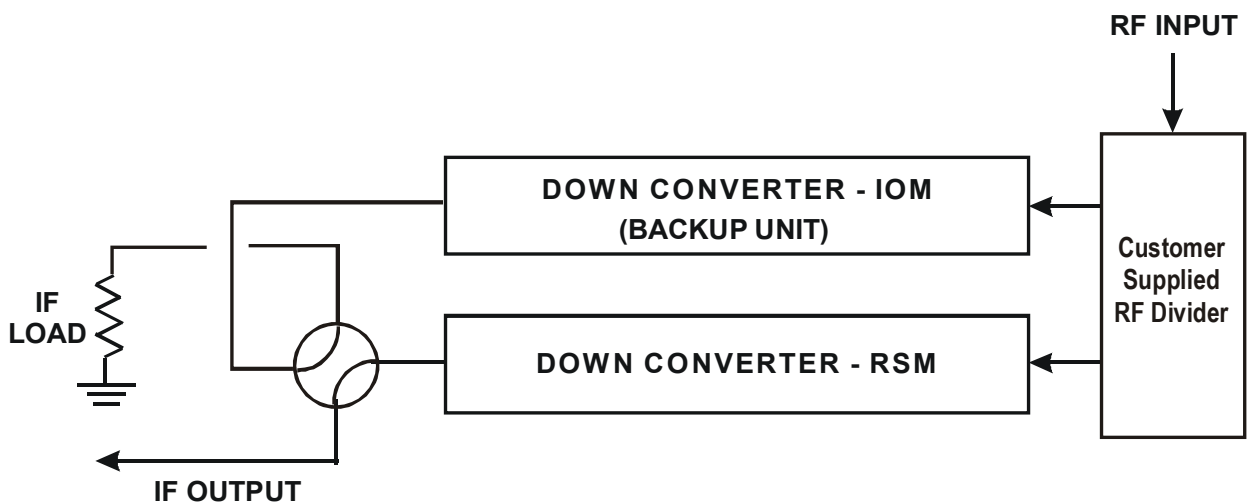 RF INPUT
DOWN CONVERTER - IOM
(BACKUP UNIT)
Customer
Supplied
RF Divider
IF
LOAD
DOWN CONVERTER - RSM
IF OUTPUT